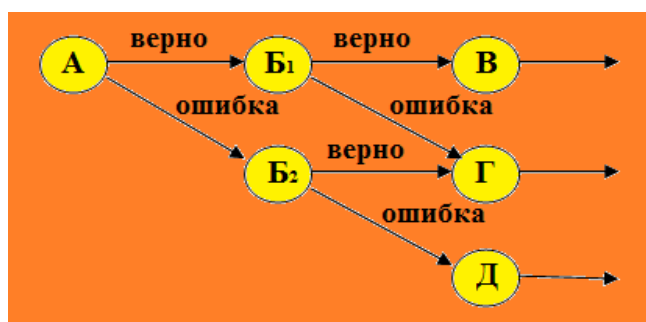 верно верно
А Б1 В
ошибка ошибка
верно
Б2 Г
ошибка
Д